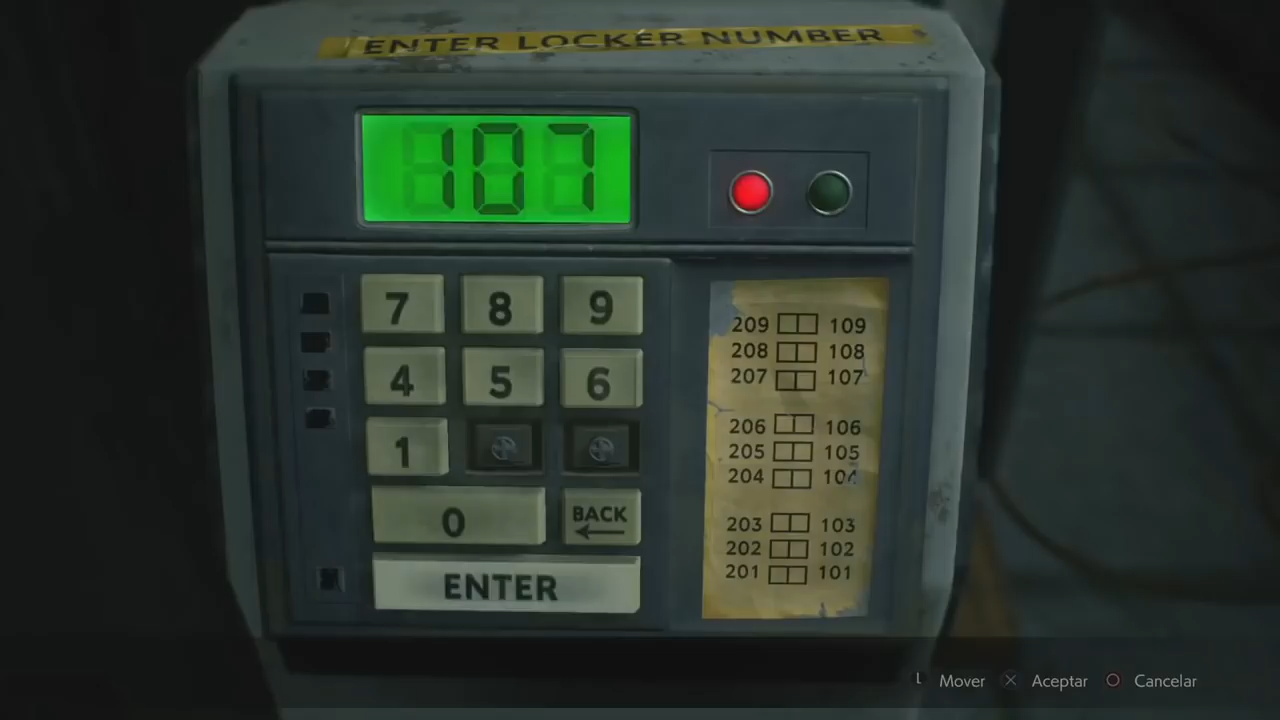 ENTER LOCKER NUMBER
107
7 8 9
4 5 6
1
0 BACK
ENTER
209 109
208 108
207 107
206 106
205 105
204 104
203 103
202 102
201 101
L Mover Aceptar Cancelar